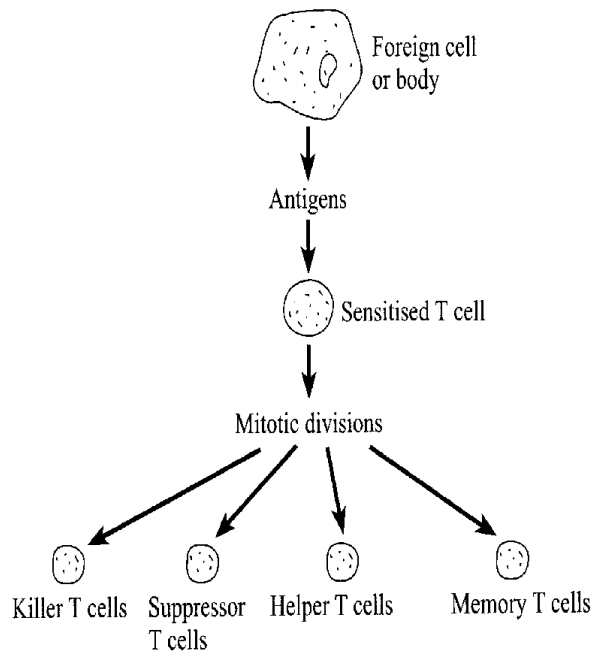 Foreign cell
or body
Antigens
Sensitised T cell
Mitotic divisions
Killer T cells
Suppressor
T cells
Helper T cells
Memory T cells